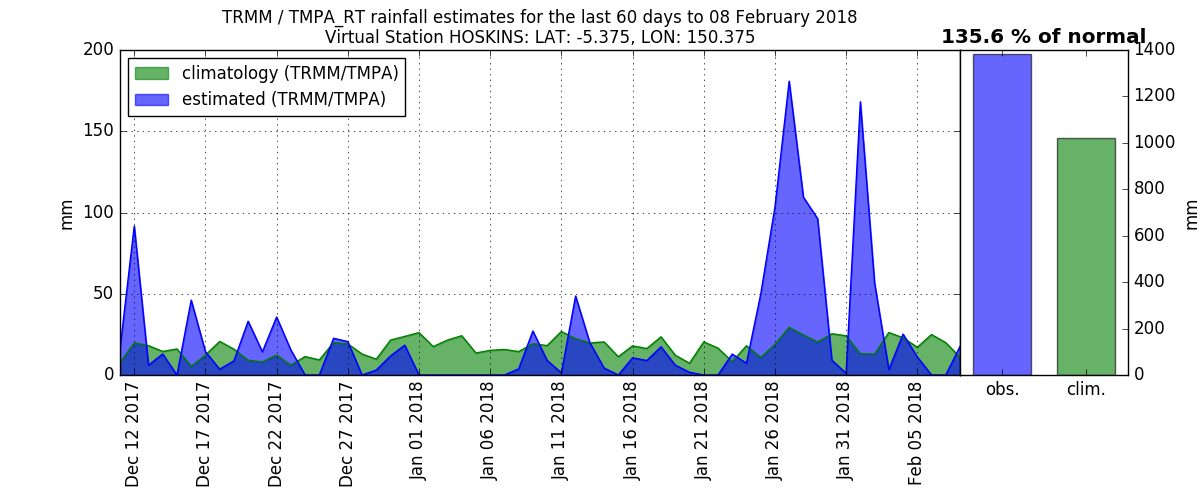 TRMM / TMPA_RT rainfall estimates for the last 60 days to 08 February 2018
Virtual Station HOSKINS: LAT: -5.375, LON: 150.375
135.6 % of normal
climatology (TRMM/TMPA)
estimated (TRMM/TMPA)
200
150
100
50
0
mm
Dec 12 2017
Dec 17 2017
Dec 22 2017
Dec 27 2017
Jan 01 2018
Jan 06 2018
Jan 11 2018
Jan 16 2018
Jan 21 2018
Jan 26 2018
Jan 31 2018
Feb 05 2018
1400
1200
1000
800
600
400
200
0
mm
obs.
clim.